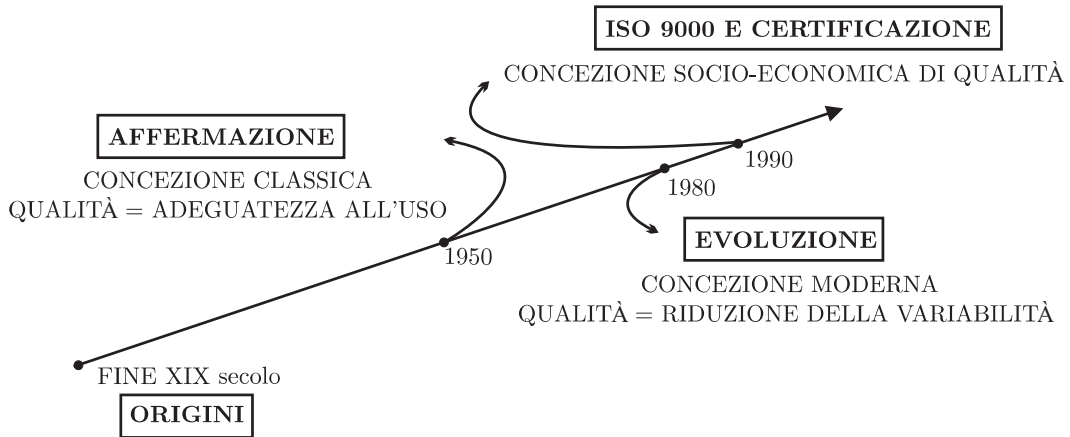 ISO 9000 E CERTIFICAZIONE
CONCEZIONE SOCIO-ECONOMICA DI QUALITÀ
AFFERMAZIONE
CONCEZIONE CLASSICA
QUALITÀ = ADEGUATEZZA ALL'USO
1990
1980
1950
EVOLUZIONE
CONCEZIONE MODERNA
QUALITÀ = RIDUZIONE DELLA VARIABILITÀ
FINE XIX secolo
ORIGINI